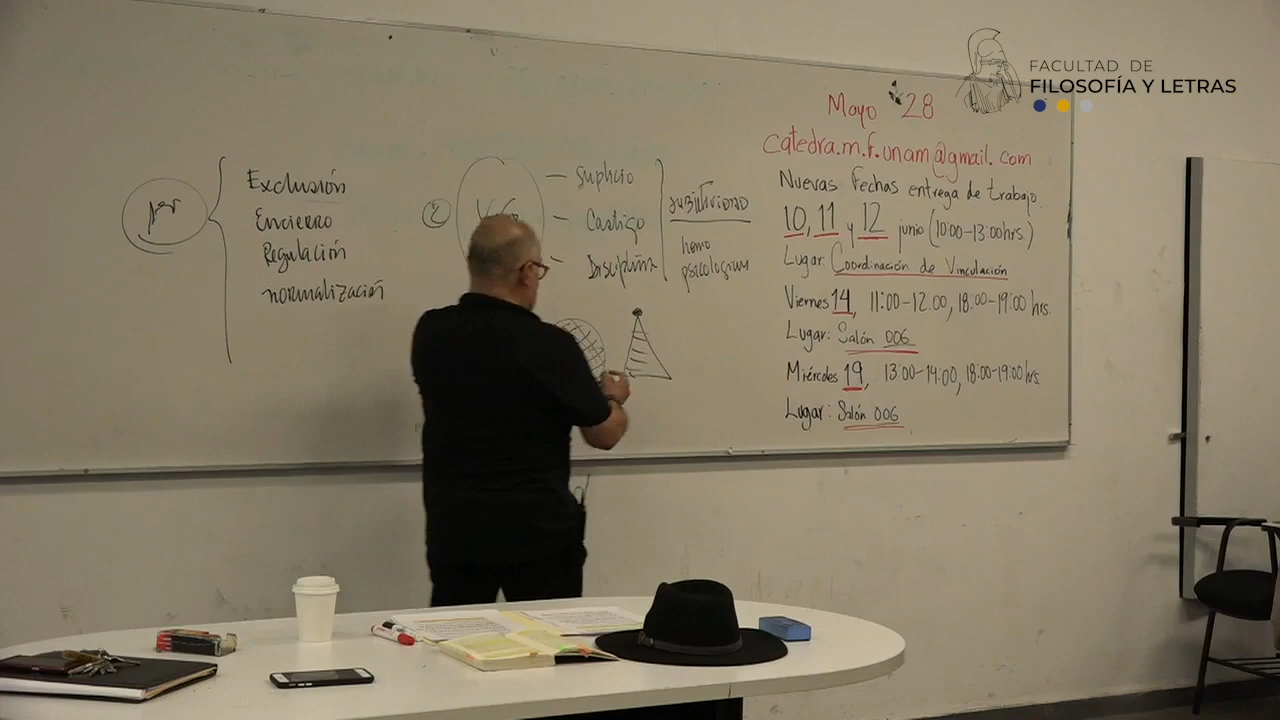 FACULTAD DE
FILOSOFÍA Y LETRAS
Exclusión
Encierro
Regulación
normalización
2
- Suplicio
- Castigo
- Disciplina
subjetividad
homo
psicologicum
Mayo 28
catedra.m.f.unam@gmail.com
Nuevas fechas entrega de trabajo.
10, 11 y 12 junio (10:00-13:00hrs.)
Lugar: Coordinación de Vinculación
Viernes 14, 11:00-12:00, 18:00-19:00 hrs.
Lugar: Salón 006
Miércoles 19, 13:00-14:00, 18:00-19:00 hrs.
Lugar: Salón 006